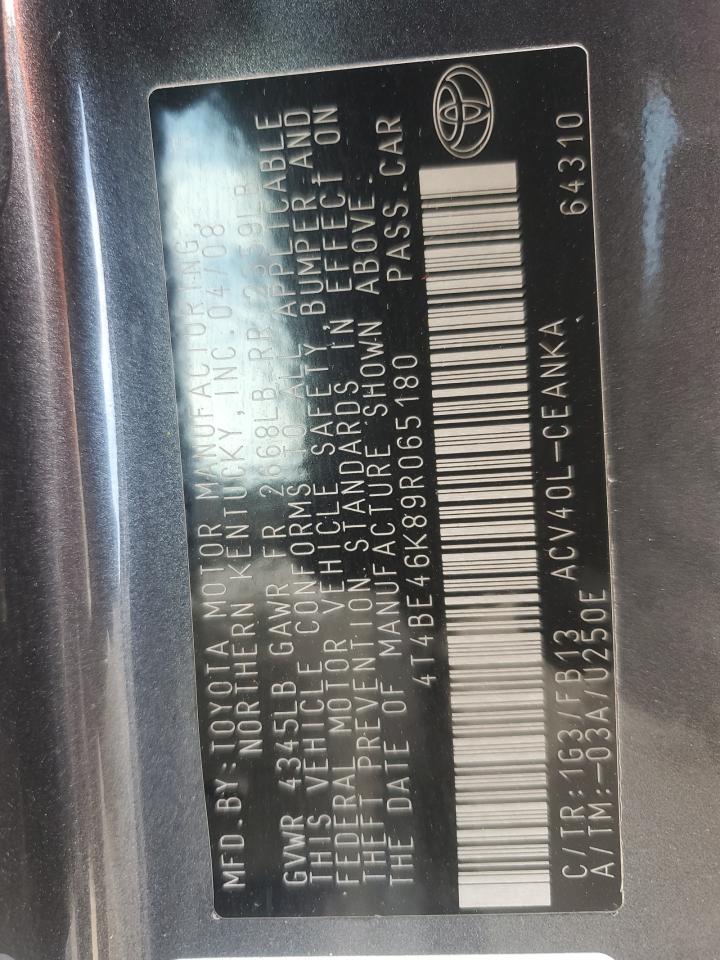 MFD.BY:TOYOTA MOTOR MANUFACTURING,
NORTHERN KENTUCKY,INC.04/08
GVWR 4345LB GAWR FR 2668LB RR
THIS VEHICLE CONFORMS TO ALL APPLICABLE
FEDERAL MOTOR VEHICLE SAFETY, BUMPER AND
THEFT PREVENTION STANDARDS IN EFFECT ON
THE DATE OF MANUFACTURE SHOWN ABOVE.
4T4BE46K89R065180 PASS.CAR
C/TR:1G3/FB13 ACV40L-CEANKA 64310
A/TM:-03A/U250E